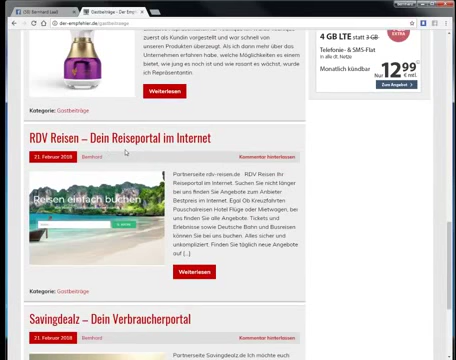 (35) Bernhard Laaß
Gastbeiträge - Der Empf
der-empfehler.de/gastbeitraege
zuerst als Kundin vorgestellt und war schnell von
unseren Produkten überzeugt. Als ich dann mehr über das
Unternehmen erfahren habe, welche Möglichkeiten es einem
bietet, wie jung es noch ist und wie rosant es wächst, wurde
ich Repräsentantin.
Weiterlesen
Kategorie: Gastbeiträge
4 GB LTE statt 3 GB
EXTRA
Telefonie- & SMS-Flat
in alle dt. Netze
Monatlich kündbar
Nur 12,99 € mtl.
Zum Angebot
RDV Reisen – Dein Reiseportal im Internet
21. Februar 2018 Bernhard Kommentar hinterlassen
Reisen einfach buchen
Partnerseite rdv-reisen.de RDV Reisen Ihr
Reiseportal im Internet. Suchen Sie nicht länger
bei uns finden Sie Angebote zum Anbieter
Bestpreis im Internet. Egal Ob Kreuzfahrten
Pauschalreisen Hotel Flüge oder Mietwagen, bei
uns finden Sie alle Angebote. Tickets und
Erlebnisse sowie Deutsche Bahn und Busreisen
können Sie bei uns buchen. Alles sicher und
unkompliziert. Finden Sie täglich neue Angebote
auf [...]
Weiterlesen
Kategorie: Gastbeiträge
Savingdealz – Dein Verbraucherportal
21. Februar 2018 Bernhard Kommentar hinterlassen
Partnerseite Savingdealz.de Ich möchte euch